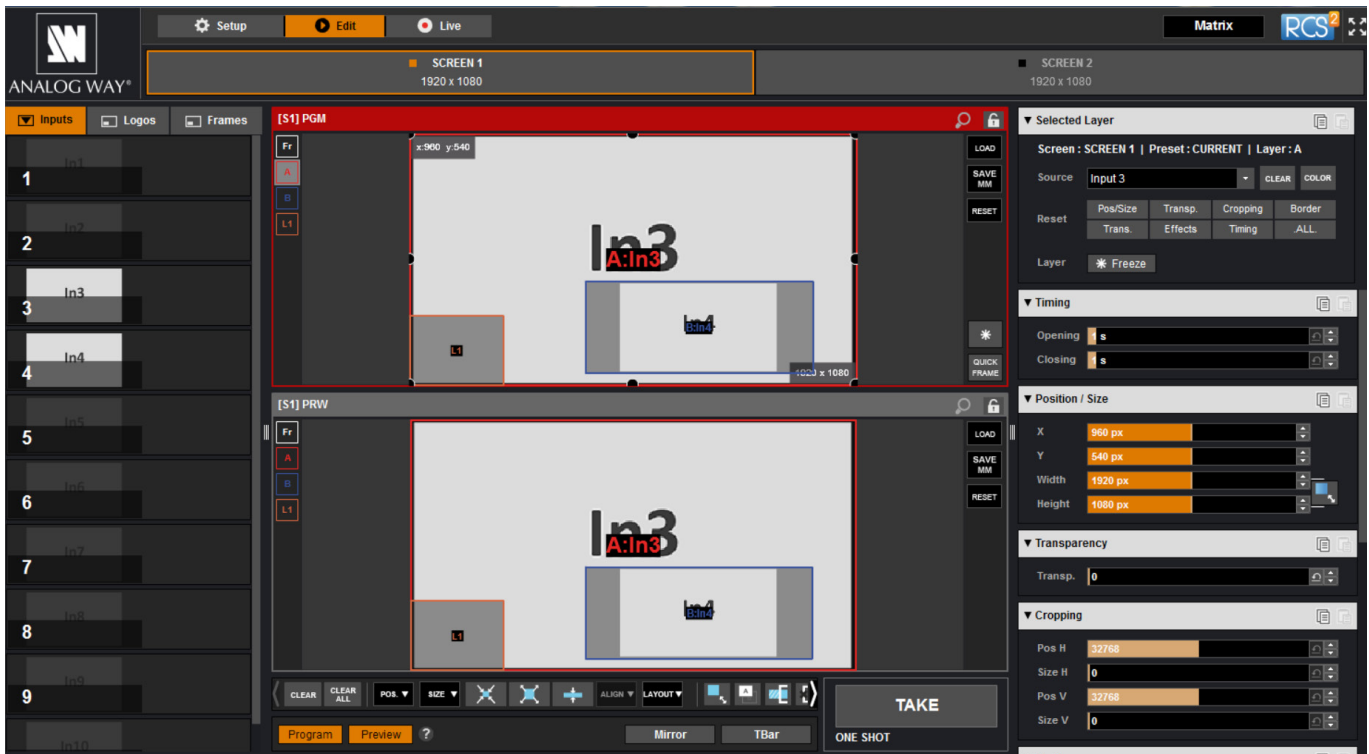 Setup Edit Live Matrix RCS²
ANALOG WAY®
SCREEN 1
1920 x 1080
SCREEN 2
1920 x 1080
Inputs Logos Frames
In1
1
In2
2
In3
3
In4
4
In5
5
In6
6
In7
7
In8
8
In9
9
In10
[S1] PGM
Fr
A
B
L1
x:960 y:540
In3
A:In3
In4
B:In4
L1
1920 x 1080
LOAD
SAVE
MM
RESET
QUICK
FRAME
[S1] PRW
Fr
A
B
L1
In3
A:In3
In4
B:In4
L1
LOAD
SAVE
MM
RESET
CLEAR CLEAR ALL POS. SIZE ALIGN LAYOUT A
Program Preview ? Mirror TBar
TAKE
ONE SHOT
Selected Layer
Screen : SCREEN 1 | Preset : CURRENT | Layer : A
Source Input 3 CLEAR COLOR
Reset Pos/Size Transp. Cropping Border
Trans. Effects Timing .ALL.
Layer Freeze
Timing
Opening 1 s
Closing 1 s
Position / Size
X 960 px
Y 540 px
Width 1920 px
Height 1080 px
Transparency
Transp. 0
Cropping
Pos H 32768
Size H 0
Pos V 32768
Size V 0